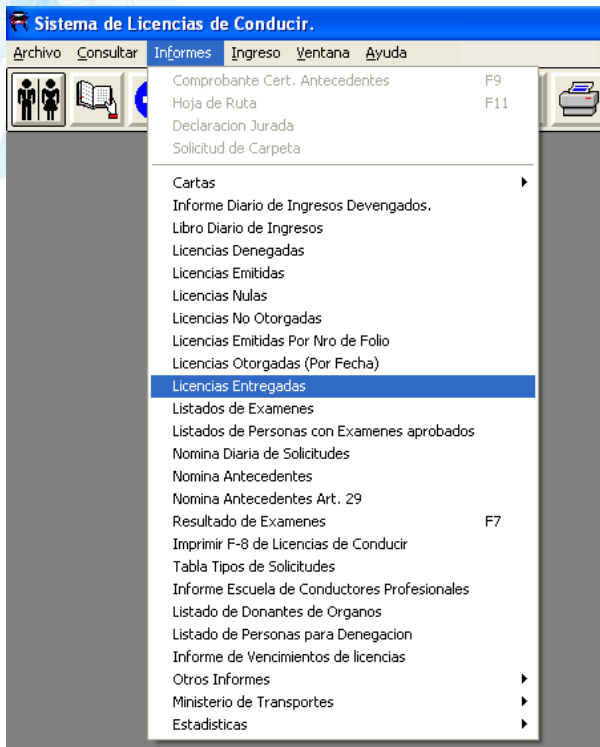 Sistema de Licencias de Conducir.
Archivo Consultar Informes Ingreso Ventana Ayuda
Comprobante Cert. Antecedentes F9
Hoja de Ruta F11
Declaracion Jurada
Solicitud de Carpeta
Cartas
Informe Diario de Ingresos Devengados.
Libro Diario de Ingresos
Licencias Denegadas
Licencias Emitidas
Licencias Nulas
Licencias No Otorgadas
Licencias Emitidas Por Nro de Folio
Licencias Otorgadas (Por Fecha)
Licencias Entregadas
Listados de Examenes
Listados de Personas con Examenes aprobados
Nomina Diaria de Solicitudes
Nomina Antecedentes
Nomina Antecedentes Art. 29
Resultado de Examenes F7
Imprimir F-8 de Licencias de Conducir
Tabla Tipos de Solicitudes
Informe Escuela de Conductores Profesionales
Listado de Donantes de Organos
Listado de Personas para Denegacion
Informe de Vencimientos de licencias
Otros Informes
Ministerio de Transportes
Estadisticas